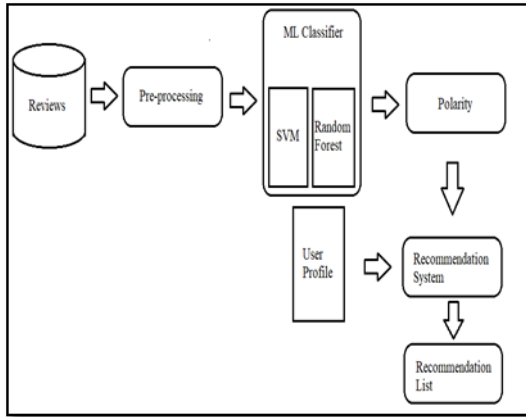 Reviews
Pre-processing
ML Classifier
SVM
Random
Forest
Polarity
User
Profile
Recommendation
System
Recommendation
List